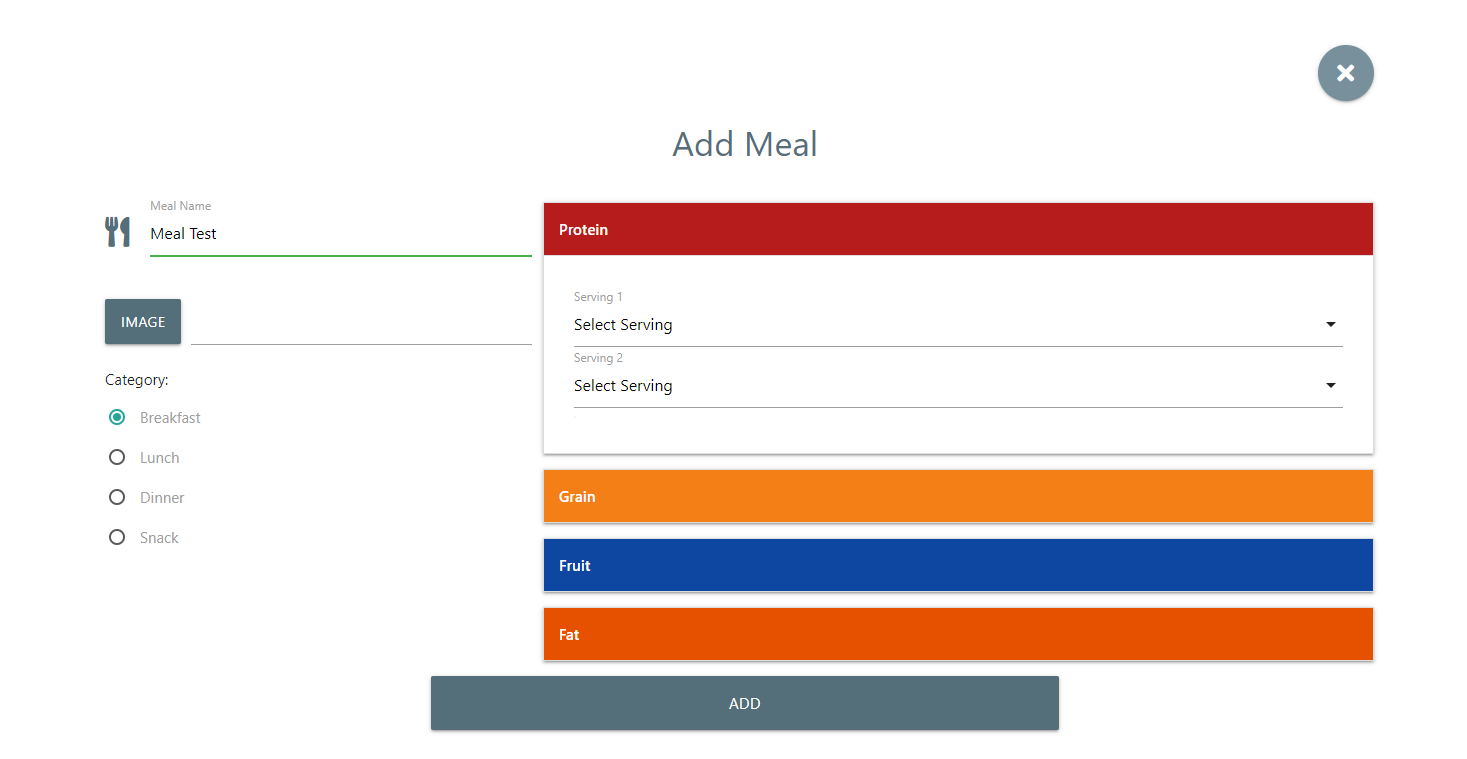 Add Meal
Meal Name
Meal Test
IMAGE
Category:
Breakfast
Lunch
Dinner
Snack
Protein
Serving 1
Select Serving
Serving 2
Select Serving
Grain
Fruit
Fat
ADD